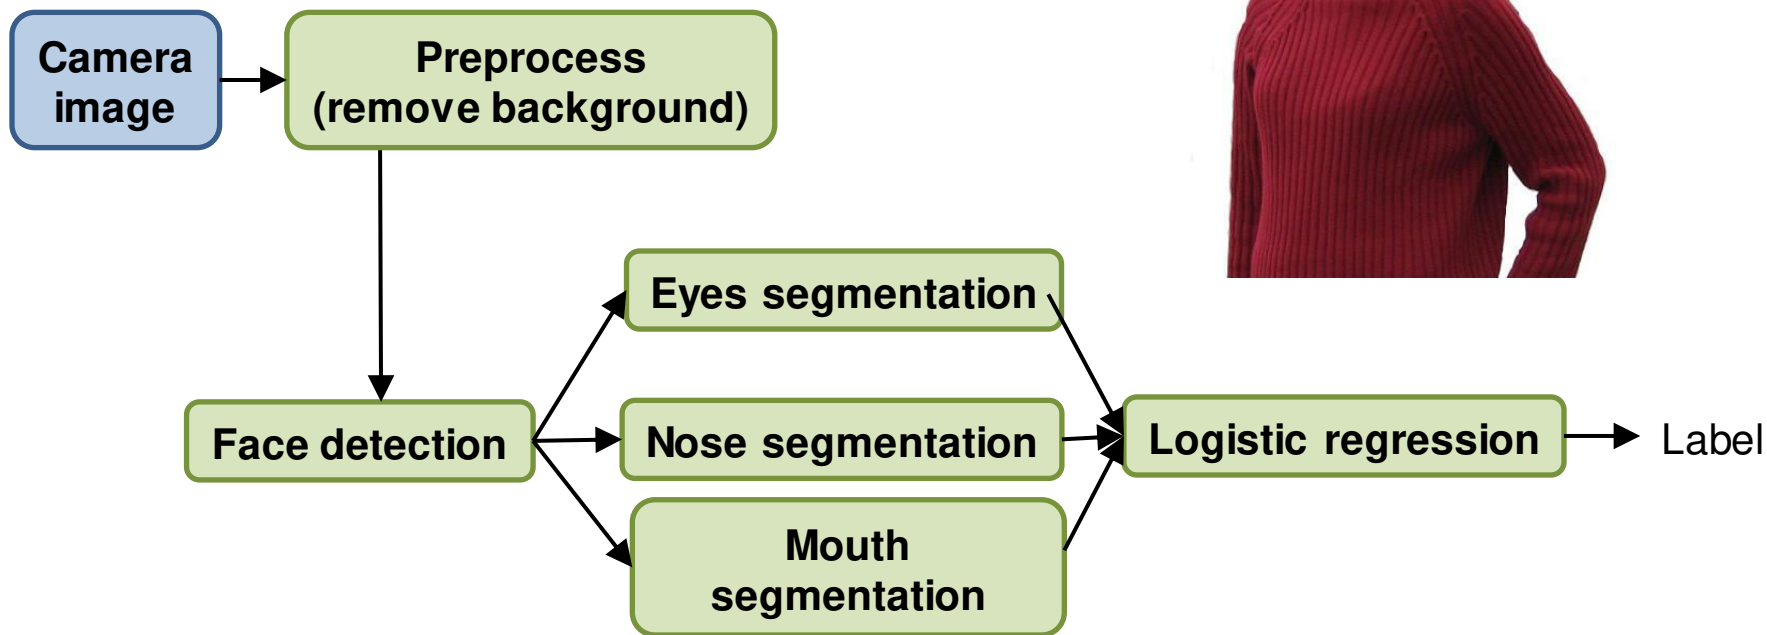 Camera
image
Preprocess
(remove background)
Eyes segmentation
Face detection
Nose segmentation
Logistic regression
Label
Mouth
segmentation